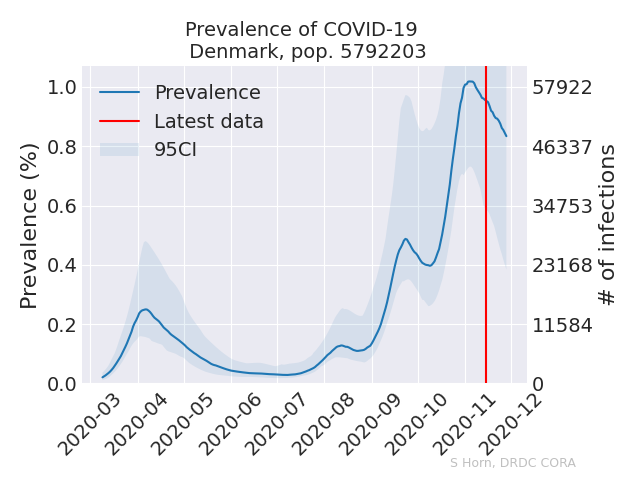 Prevalence of COVID-19
Denmark, pop. 5792203
Prevalence
Latest data
95CI
Prevalence (%)
1.0
0.8
0.6
0.4
0.2
0.0
57922
46337
34753
23168
11584
0
# of infections
2020-03
2020-04
2020-05
2020-06
2020-07
2020-08
2020-09
2020-10
2020-11
2020-12
S Horn, DRDC CORA